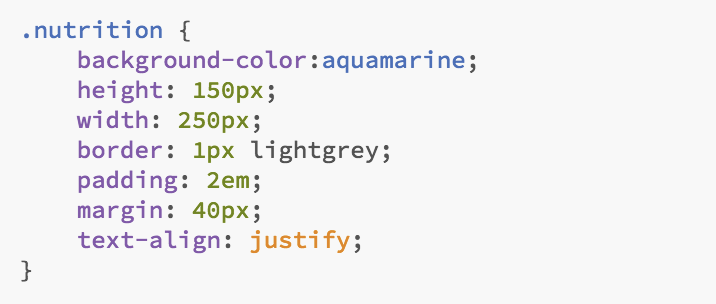 .nutrition {
    background-color:aquamarine;
    height: 150px;
    width: 250px;
    border: 1px lightgrey;
    padding: 2em;
    margin: 40px;
    text-align: justify;
}